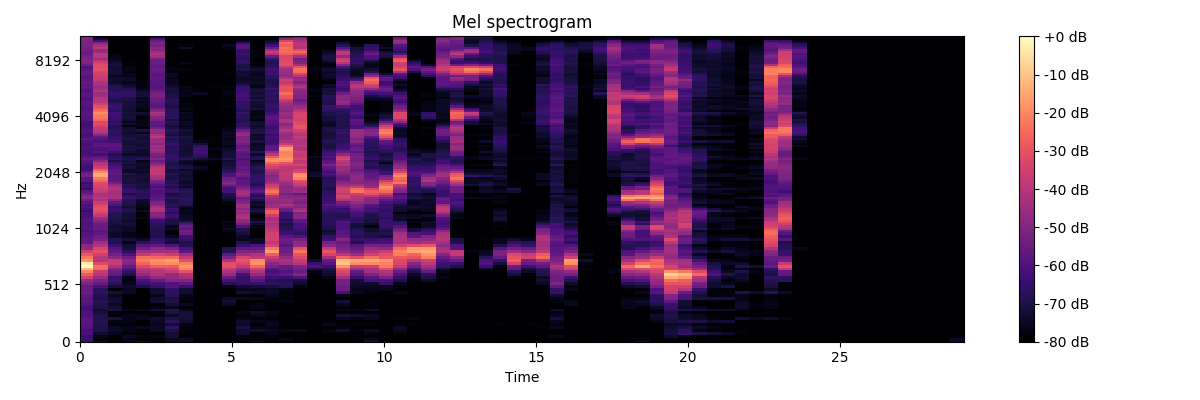 Mel spectrogram
8192
4096
2048
1024
512
0
Hz
0 5 10 15 20 25
Time
+0 dB
-10 dB
-20 dB
-30 dB
-40 dB
-50 dB
-60 dB
-70 dB
-80 dB